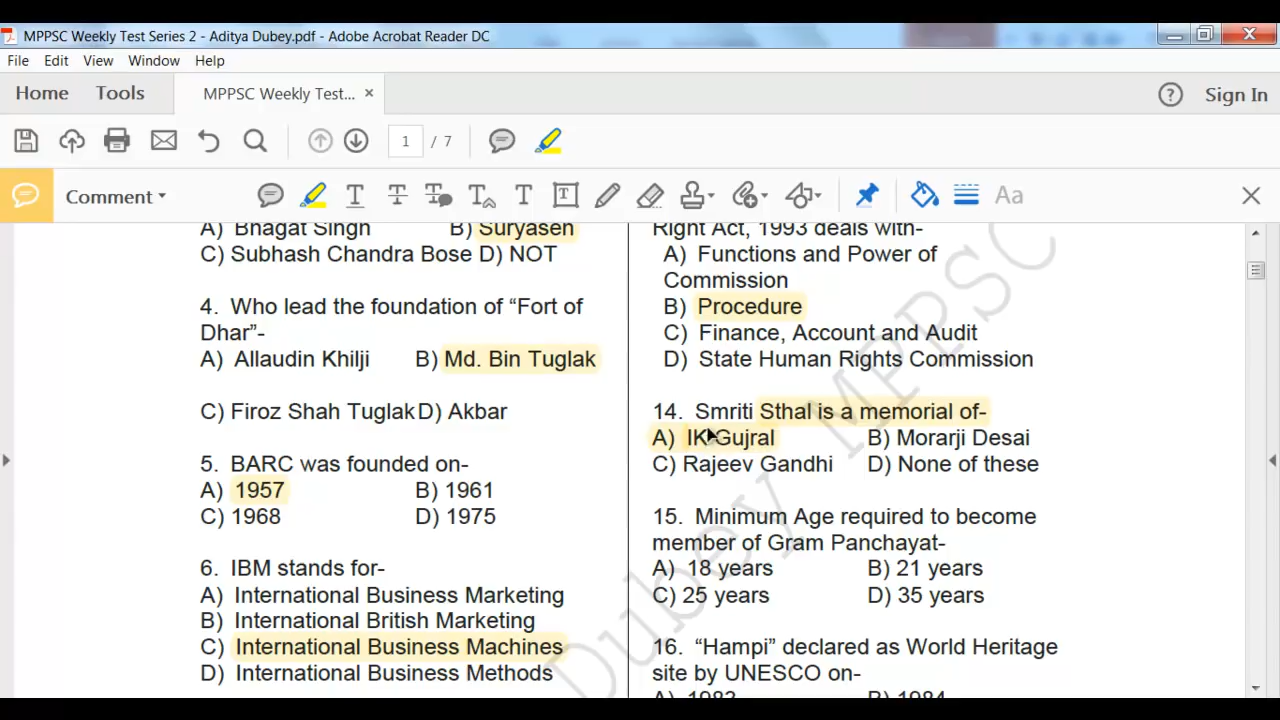 MPPSC Weekly Test Series 2 - Aditya Dubey.pdf - Adobe Acrobat Reader DC
File Edit View Window Help
Home Tools MPPSC Weekly Test... × ? Sign In
1 / 7
Comment Aa
A) Bhagat Singh B) Suryasen
C) Subhash Chandra Bose D) NOT
4. Who lead the foundation of “Fort of
Dhar”-
A) Allaudin Khilji B) Md. Bin Tuglak
C) Firoz Shah Tuglak D) Akbar
5. BARC was founded on-
A) 1957 B) 1961
C) 1968 D) 1975
6. IBM stands for-
A) International Business Marketing
B) International British Marketing
C) International Business Machines
D) International Business Methods
Right Act, 1993 deals with-
A) Functions and Power of
Commission
B) Procedure
C) Finance, Account and Audit
D) State Human Rights Commission
14. Smriti Sthal is a memorial of-
A) IK Gujral B) Morarji Desai
C) Rajeev Gandhi D) None of these
15. Minimum Age required to become
member of Gram Panchayat-
A) 18 years B) 21 years
C) 25 years D) 35 years
16. “Hampi” declared as World Heritage
site by UNESCO on-
A) 1983 B) 1984
Dubey MPPSC